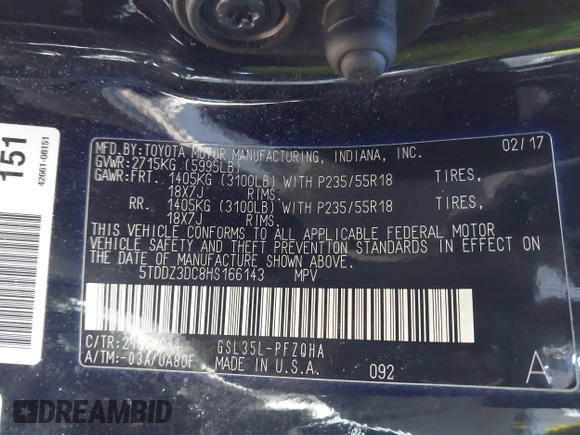 151
42661-08151
MFD.BY:TOYOTA MOTOR MANUFACTURING, INDIANA, INC. 02/17
GVWR:2715KG (5995LB)
GAWR:FRT. 1405KG (3100LB) WITH P235/55R18 TIRES,
18X7J RIMS.
RR. 1405KG (3100LB) WITH P235/55R18 TIRES,
18X7J RIMS.
THIS VEHICLE CONFORMS TO ALL APPLICABLE FEDERAL MOTOR
VEHICLE SAFETY AND THEFT PREVENTION STANDARDS IN EFFECT ON
THE DATE OF MANUFACTURE SHOWN ABOVE.
5TDDZ3DC8HS166143 MPV
GSL35L-PFZQHA
A/TM:-03A/UA80F MADE IN U.S.A. 092 A
DREAMBID